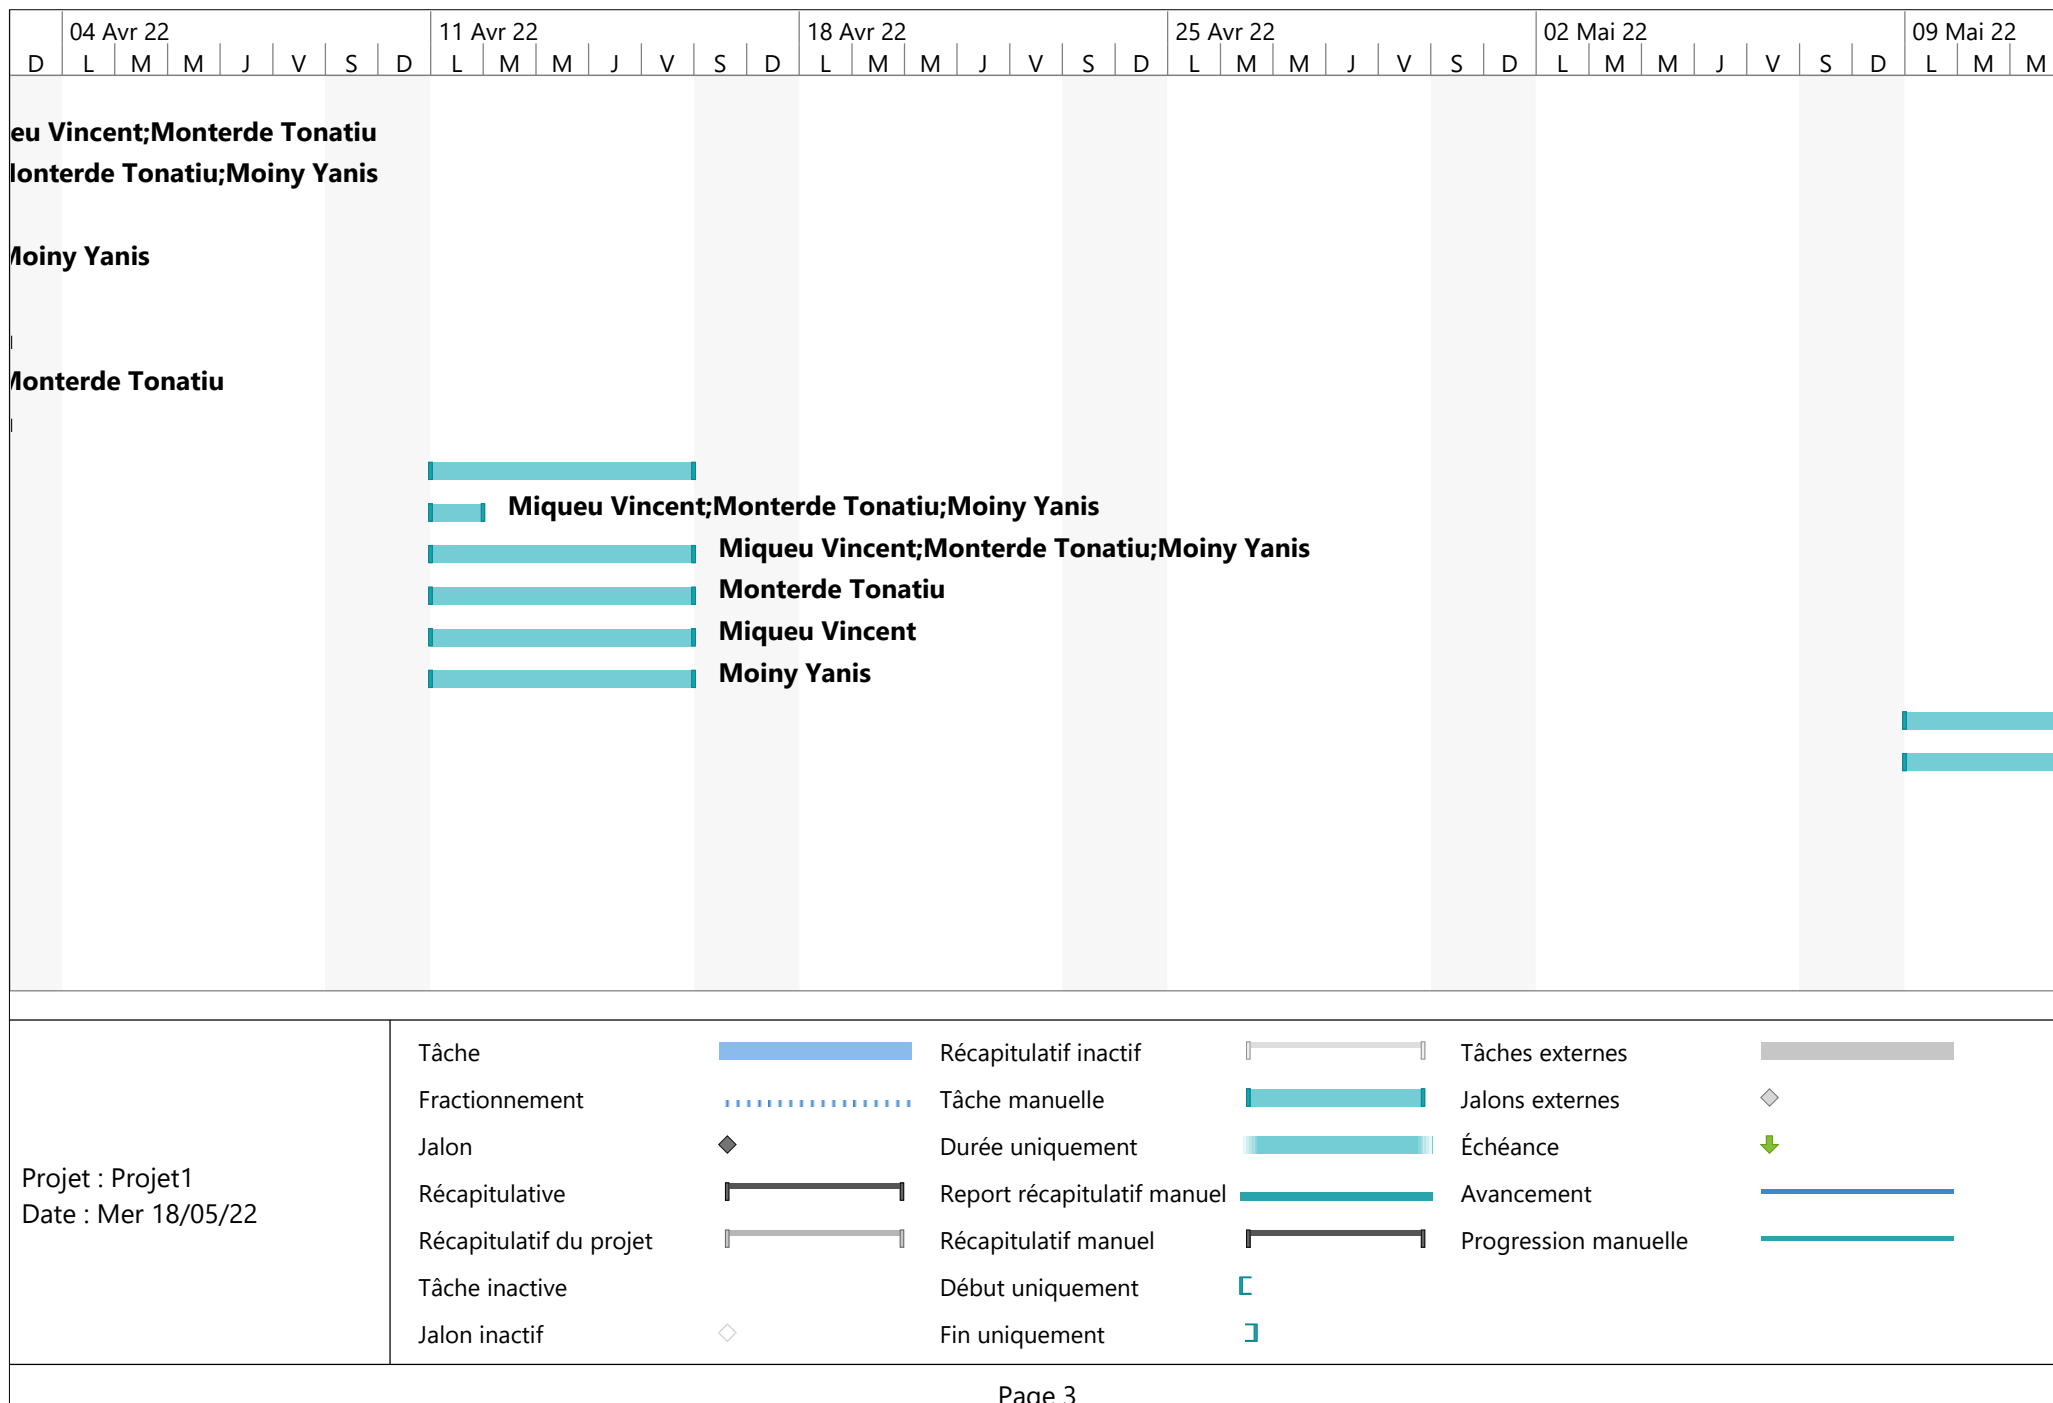 04 Avr 22 11 Avr 22 18 Avr 22 25 Avr 22 02 Mai 22 09 Mai 22
D L M M J V S D L M M J V S D L M M J V S D L M M J V S D L M M J V S D L M M
eu Vincent;Monterde Tonatiu
onterde Tonatiu;Moiny Yanis
oiny Yanis
onterde Tonatiu
Miqueu Vincent;Monterde Tonatiu;Moiny Yanis
Miqueu Vincent;Monterde Tonatiu;Moiny Yanis
Monterde Tonatiu
Miqueu Vincent
Moiny Yanis
Projet : Projet1
Date : Mer 18/05/22
Tâche
Fractionnement
Jalon
Récapitulative
Récapitulatif du projet
Tâche inactive
Jalon inactif
Récapitulatif inactif
Tâche manuelle
Durée uniquement
Report récapitulatif manuel
Récapitulatif manuel
Début uniquement
Fin uniquement
Tâches externes
Jalons externes
Échéance
Avancement
Progression manuelle
Page 3